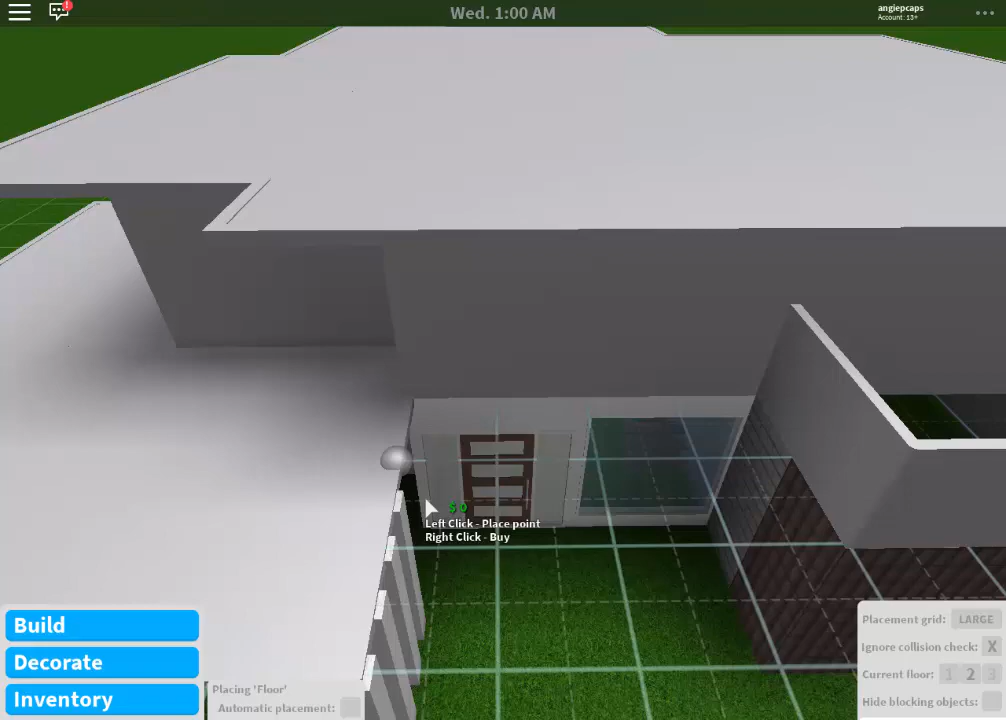 Wed. 1:00 AM
angiepcaps
Account: 13+
!
$ 0
Left Click - Place point
Right Click - Buy
Build
Decorate
Inventory
Placing 'Floor'
Automatic placement:
Placement grid: LARGE
Ignore collision check: X
Current floor: 1 2 3
Hide blocking objects: